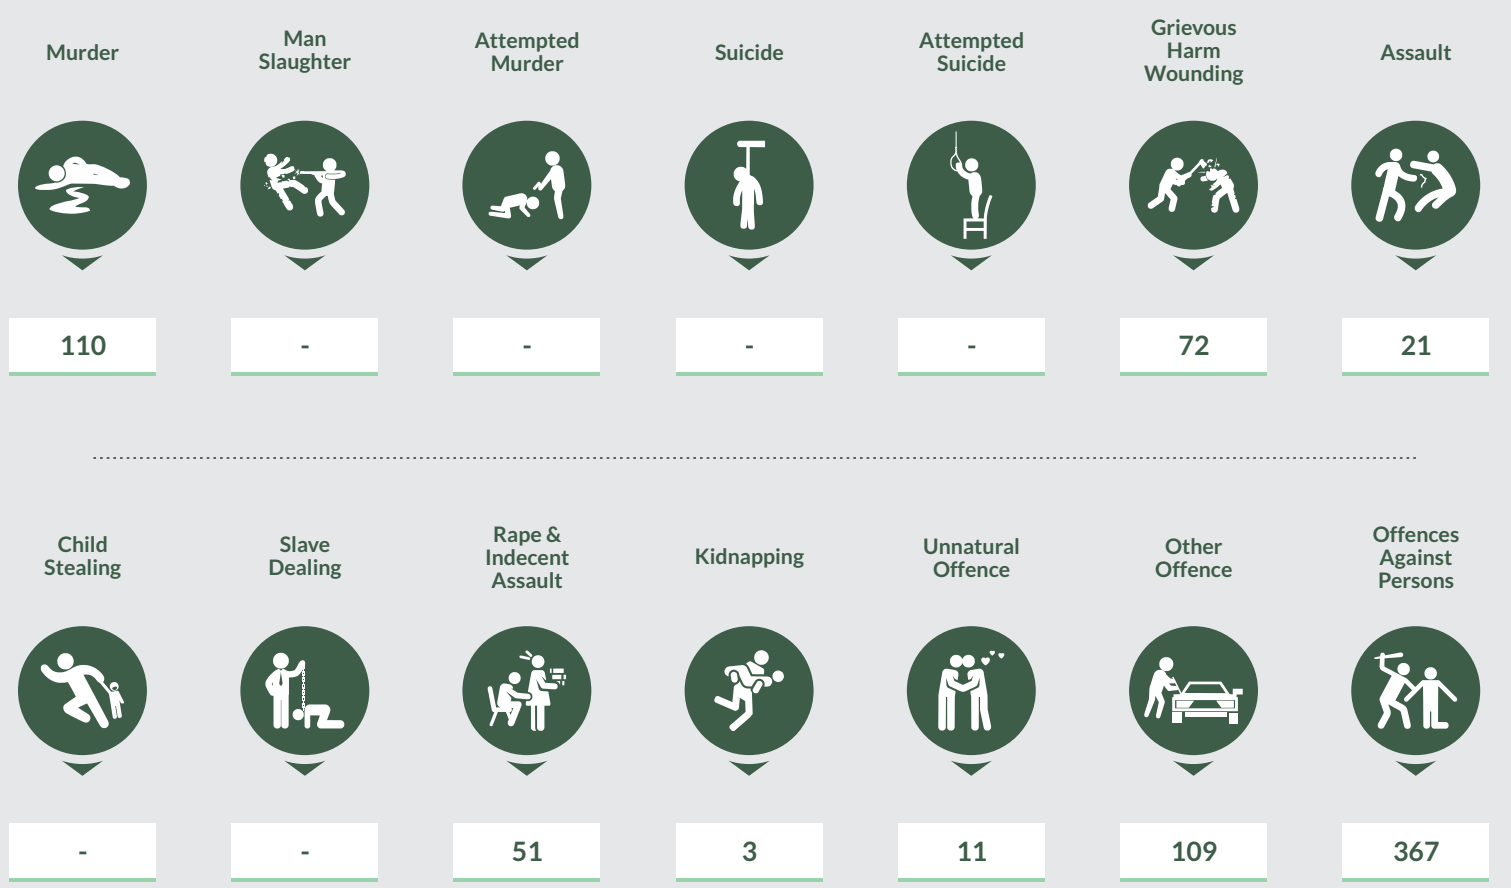 Murder
Man
Slaughter
Attempted
Murder
Suicide
Attempted
Suicide
Grievous
Harm
Wounding
Assault
110
-
-
-
-
72
21
Child
Stealing
Slave
Dealing
Rape &
Indecent
Assault
Kidnapping
Unnatural
Offence
Other
Offence
Offences
Against
Persons
-
-
51
3
11
109
367